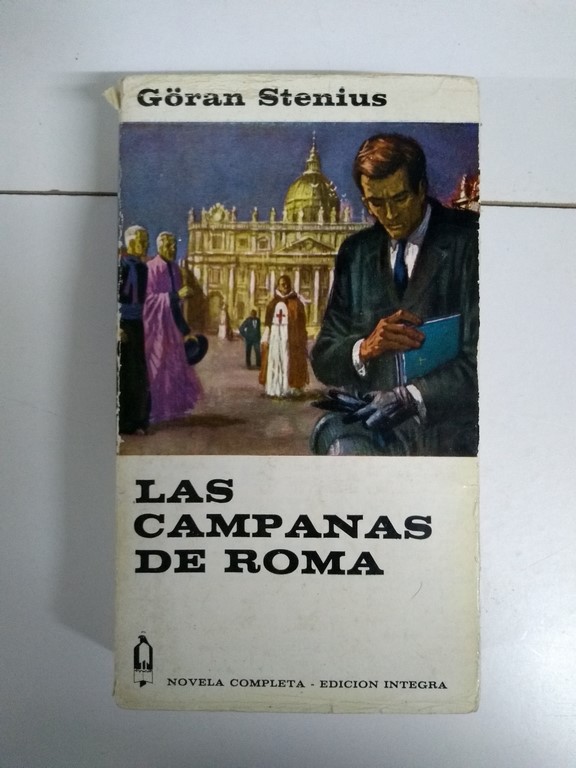 Göran Stenius
LAS
CAMPANAS
DE ROMA
NOVELA COMPLETA - EDICION INTEGRA